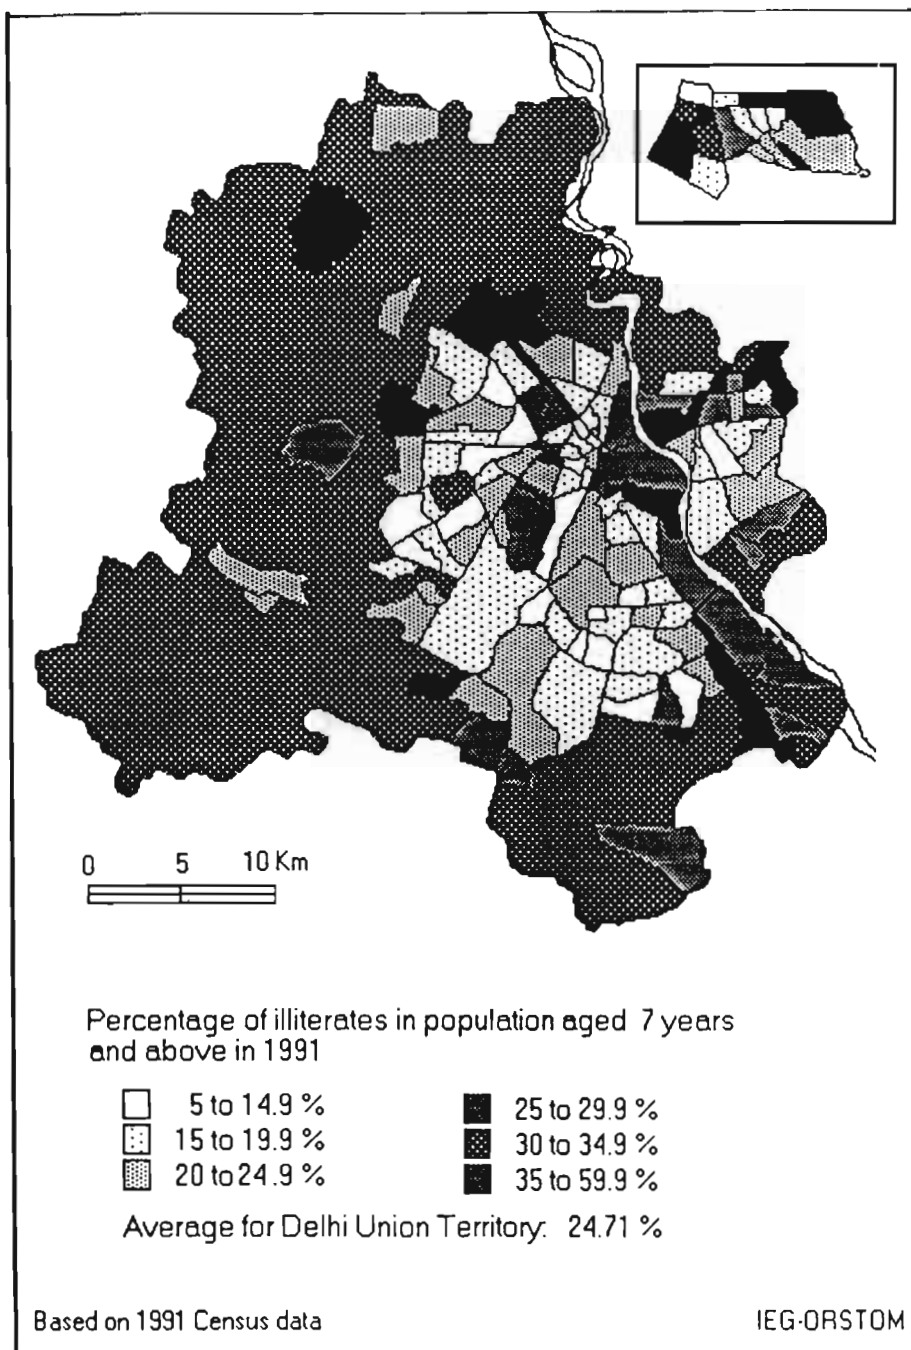 0 5 10 Km
Percentage of illiterates in population aged 7 years
and above in 1991
5 to 14.9 %
15 to 19.9 %
20 to 24.9 %
25 to 29.9 %
30 to 34.9 %
35 to 59.9 %
Average for Delhi Union Territory: 24.71 %
Based on 1991 Census data
IEG-ORSTOM